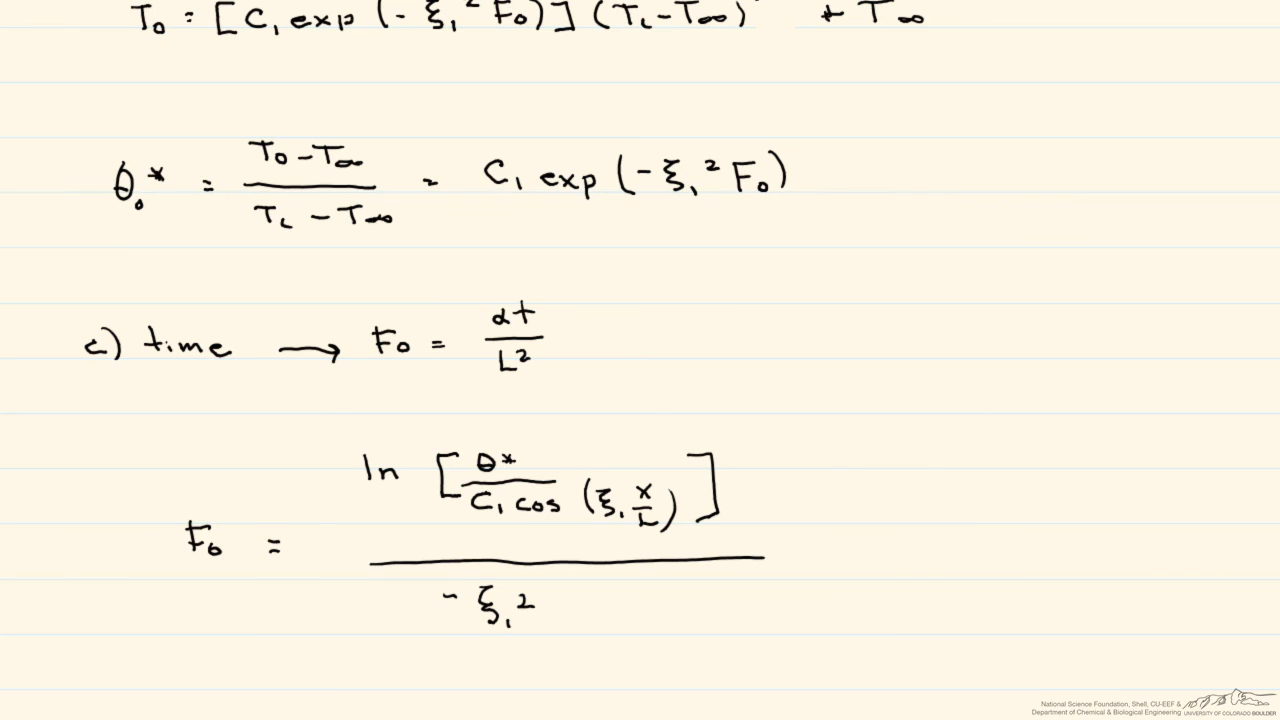 T₀ = [C₁ exp (- ξ₁² F₀)] (Tᵢ - T∞) + T∞
θ₀* = (T₀ - T∞) / (Tᵢ - T∞) = C₁ exp (- ξ₁² F₀)
c) time → F₀ = αt / L²
F₀ = ln [θ* / C₁ cos (ξ₁ x/L)] / - ξ₁²
National Science Foundation, Shell, CU-EEF &
Department of Chemical & Biological Engineering UNIVERSITY OF COLORADO BOULDER